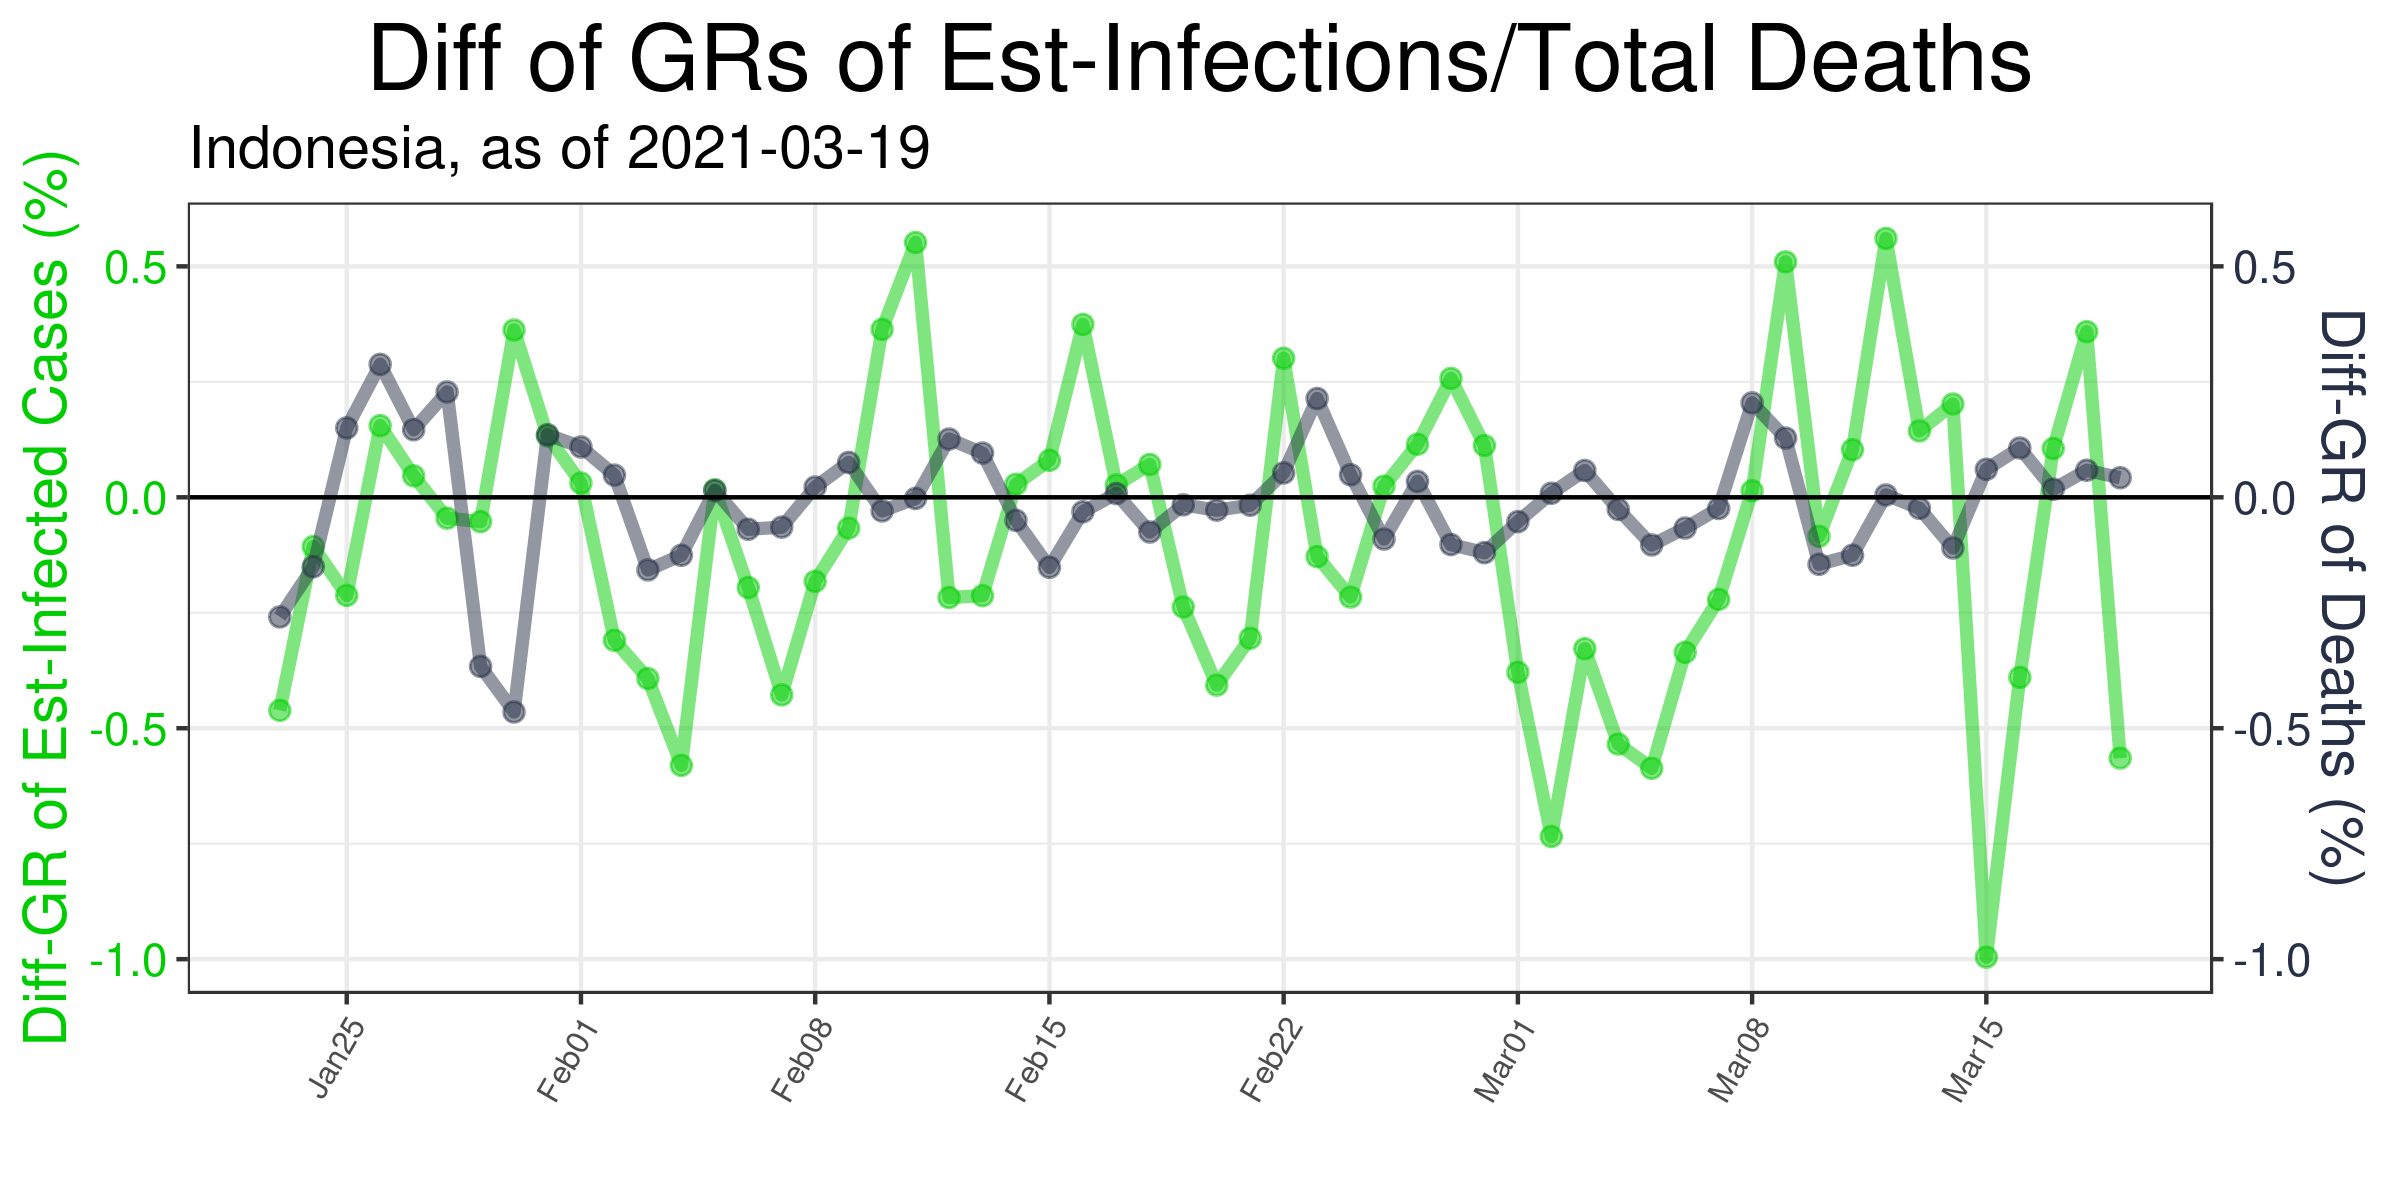 Diff of GRs of Est-Infections/Total Deaths
Indonesia, as of 2021-03-19
Diff-GR of Est-Infected Cases (%)
0.5
0.0
-0.5
-1.0
0.5
0.0
-0.5
-1.0
Diff-GR of Deaths (%)
Jan25
Feb01
Feb08
Feb15
Feb22
Mar01
Mar08
Mar15